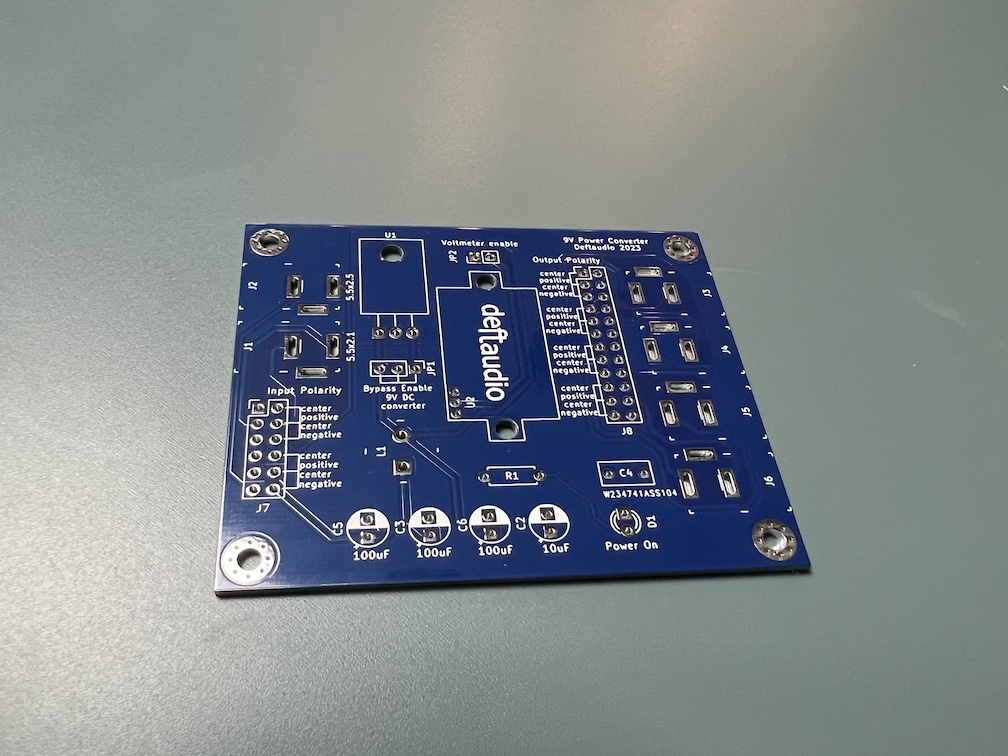 U1
Voltmeter enable
JP2
9V Power Converter
Deftaudio 2023
Output Polarity
J2
5.5x2.5
center
positive
center
negative
J3
deftaudio
J1
5.5x2.1
center
positive
center
negative
J4
JP1
Bypass Enable
9V DC
converter
center
positive
center
negative
Input Polarity
U2
center
positive
center
negative
J5
center
positive
center
negative
J8
L1
center
positive
center
negative
R1
C4
W234741ASS104
J6
J7
C5
100uF
C3
100uF
C6
100uF
C2
10uF
D1
Power On